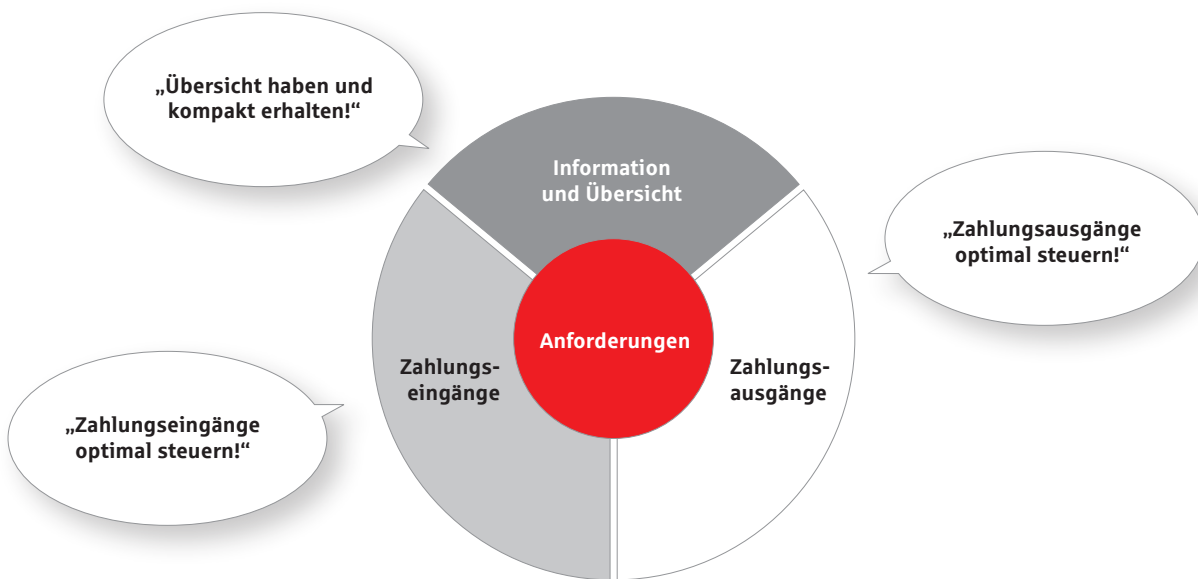 „Übersicht haben und
kompakt erhalten!“
Information
und Übersicht
„Zahlungsausgänge
optimal steuern!“
Anforderungen
Zahlungs-
eingänge
Zahlungs-
ausgänge
„Zahlungseingänge
optimal steuern!“